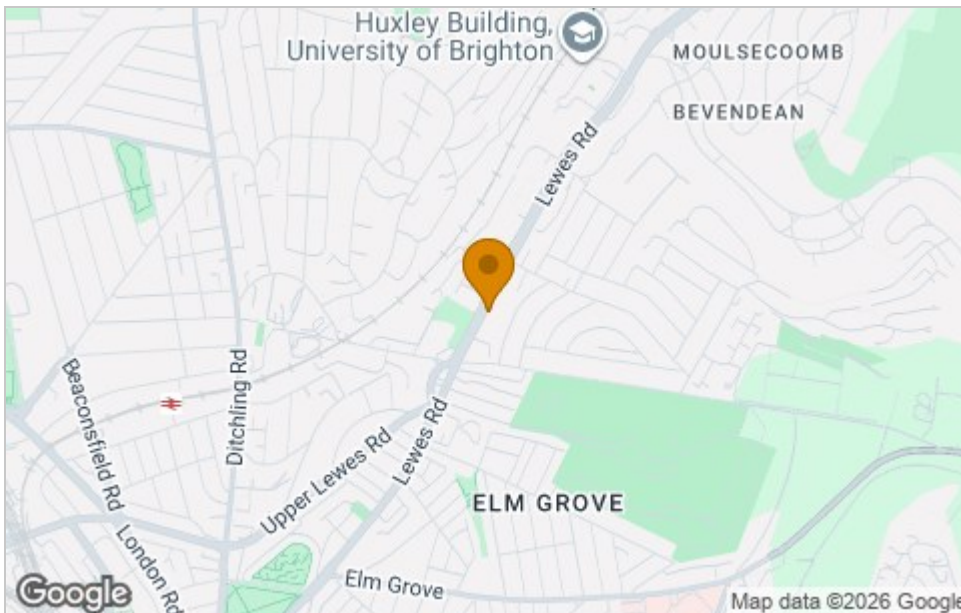 Huxley Building,
University of Brighton
MOULSECOOMB
BEVENDEAN
Lewes Rd
Beaconsfield Rd
Ditchling Rd
Lewes Rd
Upper Lewes Rd
ELM GROVE
London Rd
Elm Grove
Google
Map data ©2026 Google